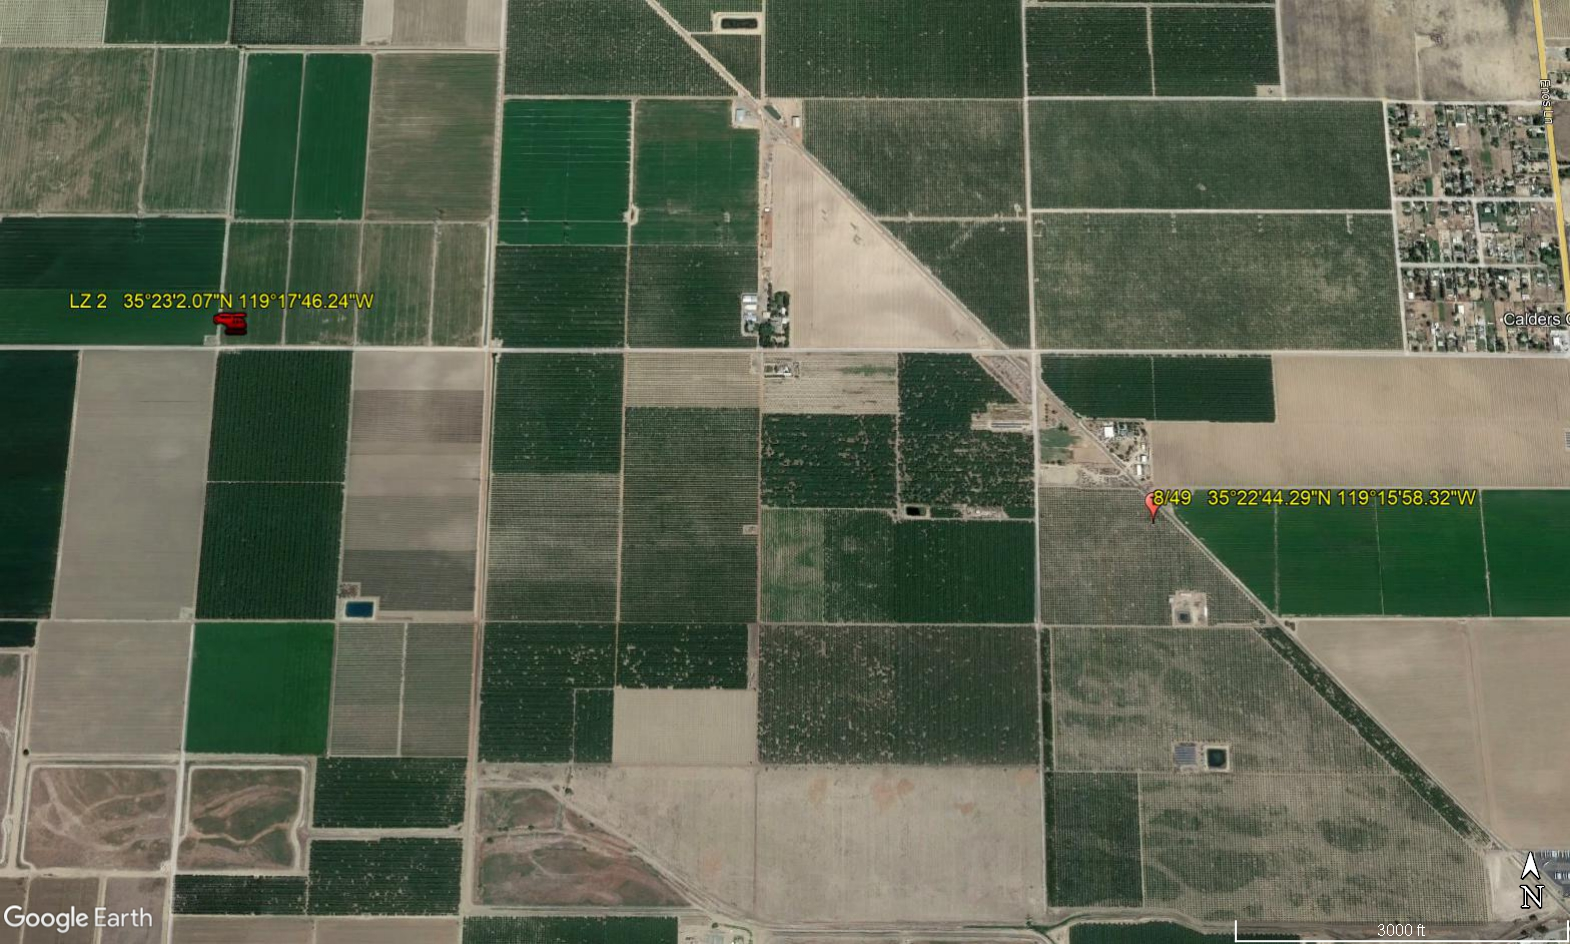 Enos Ln
LZ 2 35°23'2.07"N 119°17'46.24"W
Calders
8/49 35°22'44.29"N 119°15'58.32"W
N
Google Earth
3000 ft